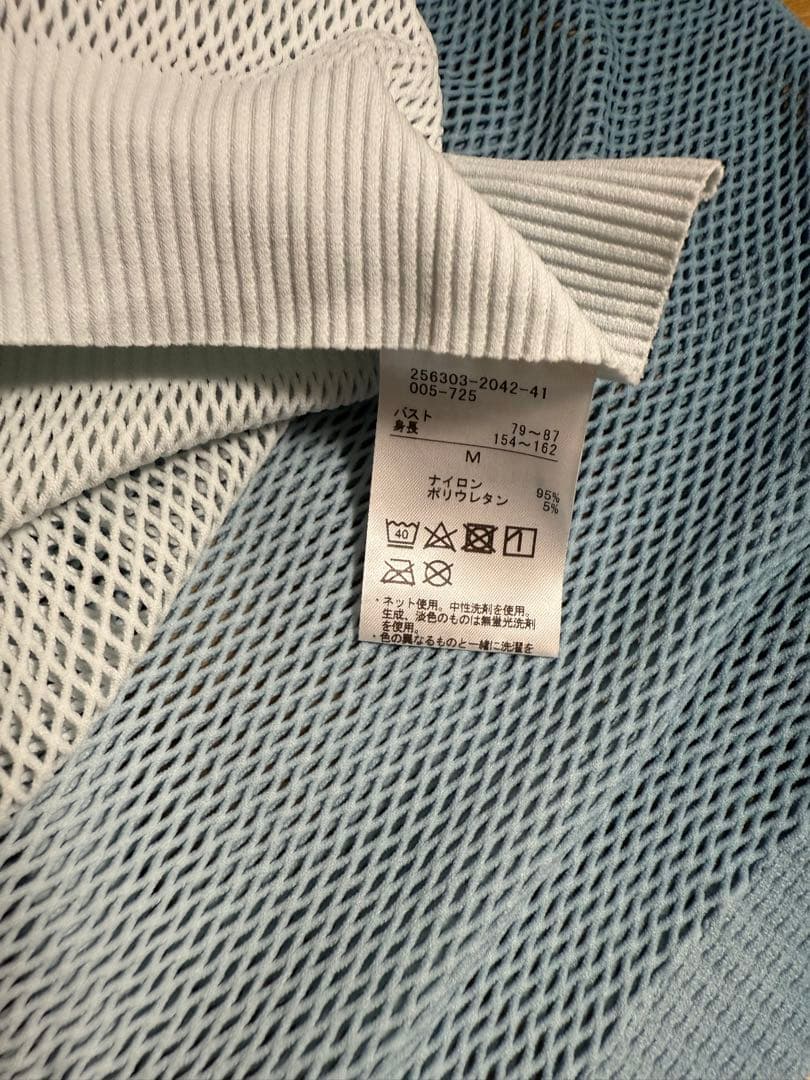 256303-2042-41
005-725
バスト 79～87
身長 154～162
M
ナイロン 95%
ポリウレタン 5%
40
・ネット使用。中性洗剤を使用。
生成、淡色のものは無蛍光洗剤
を使用。
・色の異なるものと一緒に洗濯を